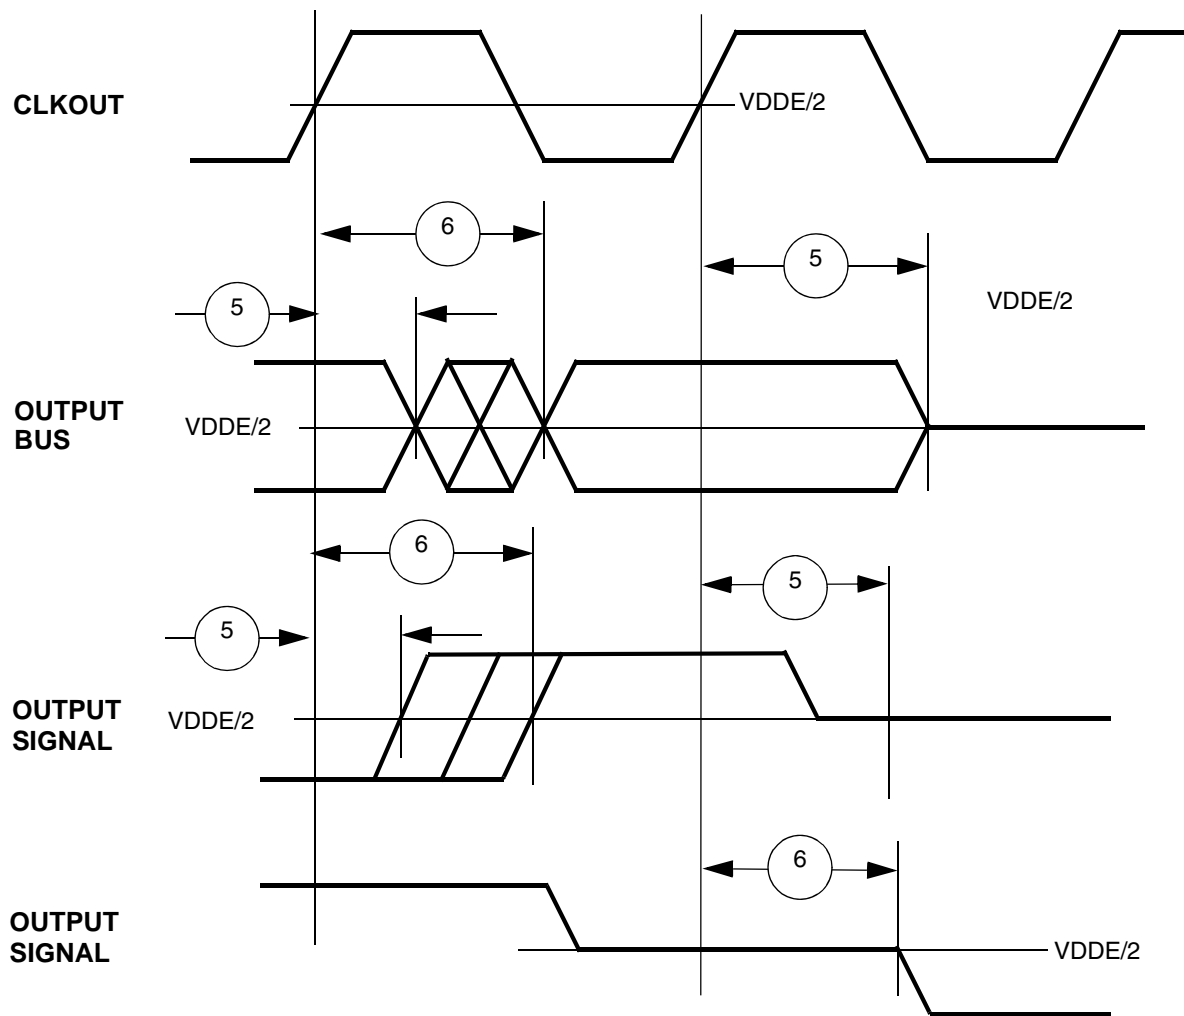 CLKOUT
VDDE/2
6
5
5
VDDE/2
OUTPUT
BUS
VDDE/2
6
5
5
OUTPUT
SIGNAL
VDDE/2
6
OUTPUT
SIGNAL
VDDE/2